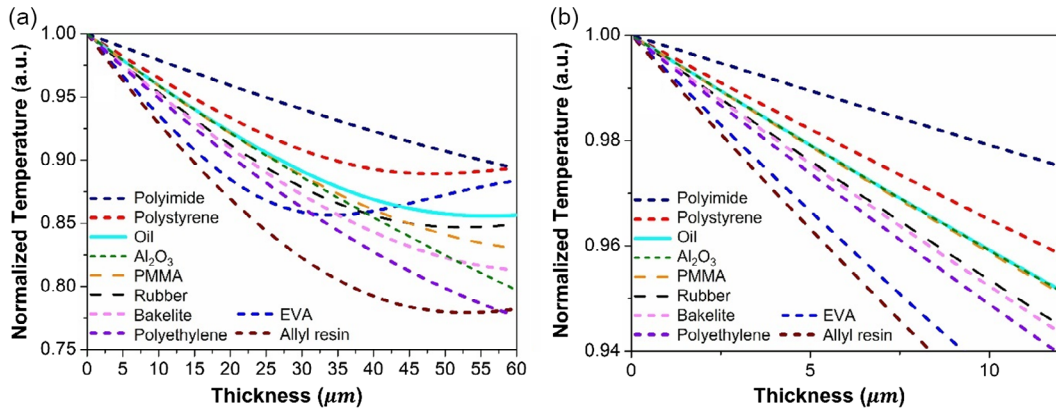 (a)
Normalized Temperature (a.u.)
1.00
0.95
0.90
0.85
0.80
0.75
Polyimide
Polystyrene
Oil
Al₂O₃
PMMA
Rubber
Bakelite EVA
Polyethylene Allyl resin
0 5 10 15 20 25 30 35 40 45 50 55 60
Thickness (μm)
(b)
Normalized Temperature (a.u.)
1.00
0.98
0.96
0.94
Polyimide
Polystyrene
Oil
Al₂O₃
PMMA
Rubber
Bakelite EVA
Polyethylene Allyl resin
0 5 10
Thickness (μm)